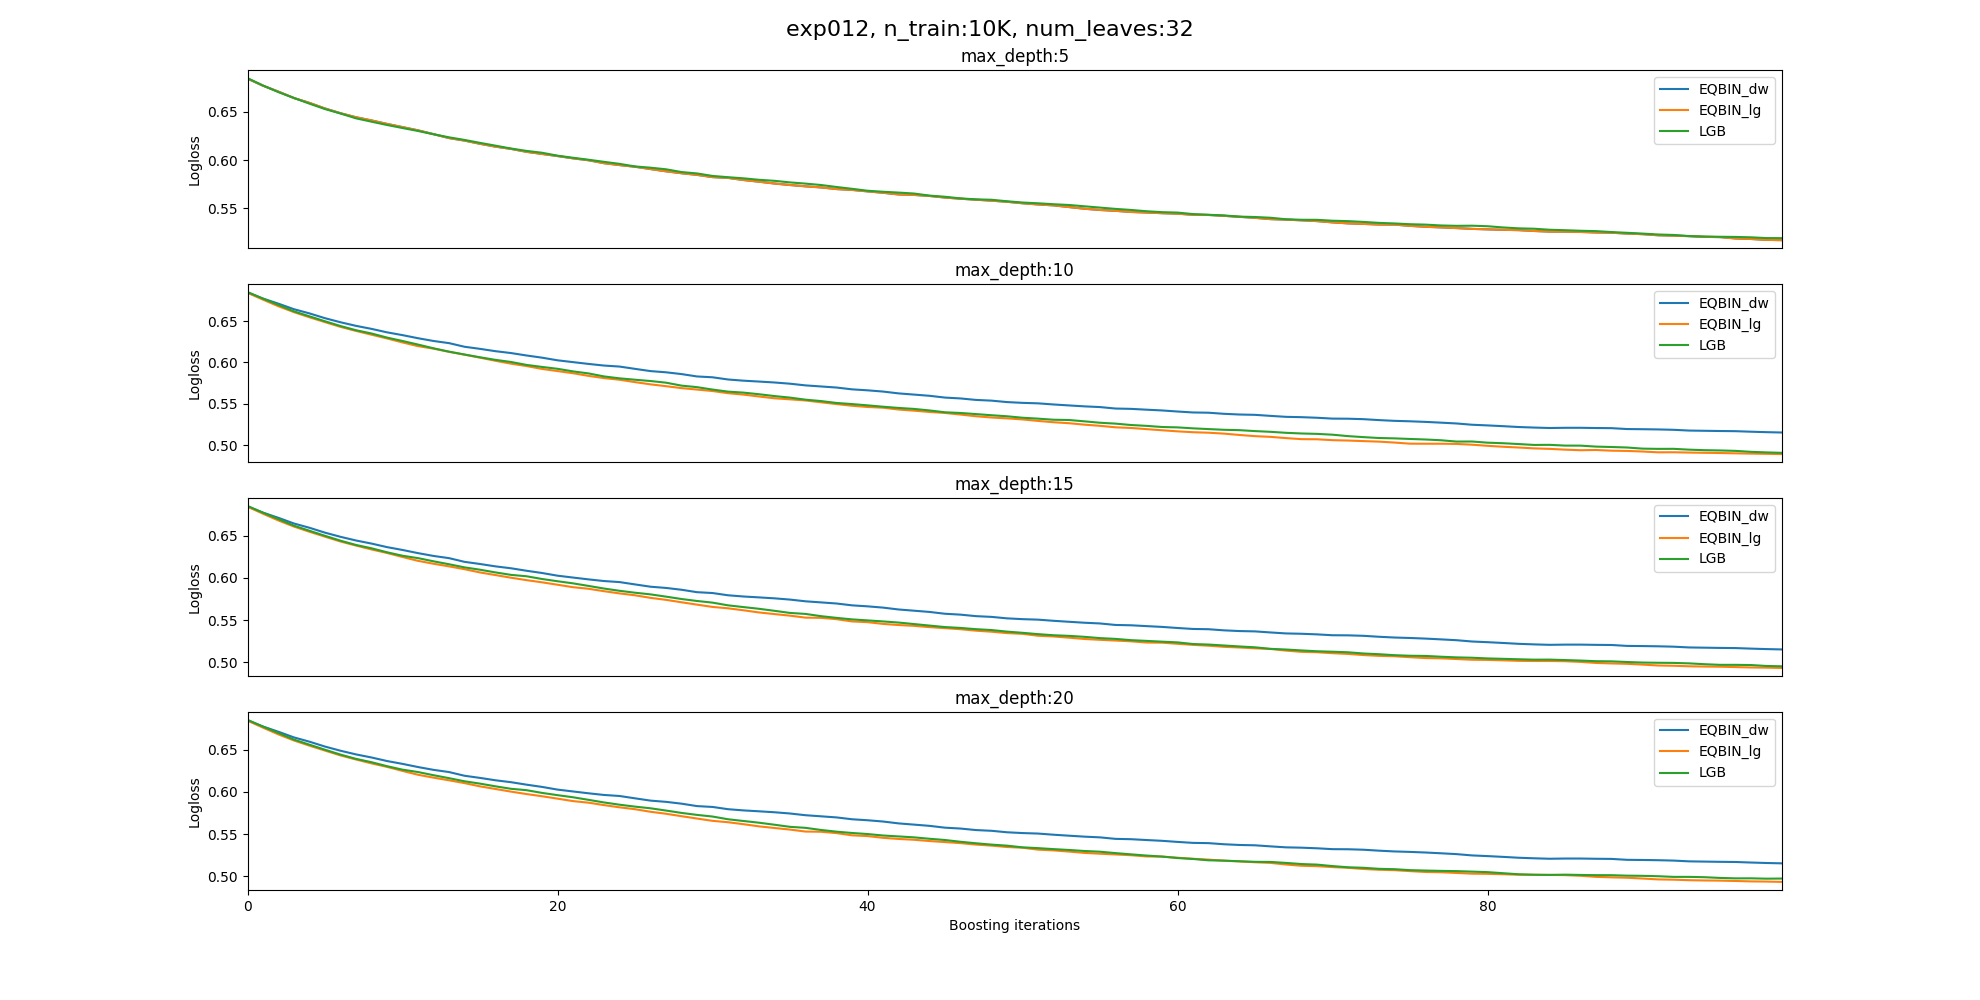 exp012, n_train:10K, num_leaves:32
max_depth:5
0.65
0.60
0.55
Logloss
EQBIN_dw
EQBIN_lg
LGB
max_depth:10
0.65
0.60
0.55
0.50
Logloss
EQBIN_dw
EQBIN_lg
LGB
max_depth:15
0.65
0.60
0.55
0.50
Logloss
EQBIN_dw
EQBIN_lg
LGB
max_depth:20
0.65
0.60
0.55
0.50
Logloss
EQBIN_dw
EQBIN_lg
LGB
0 20 40 60 80
Boosting iterations